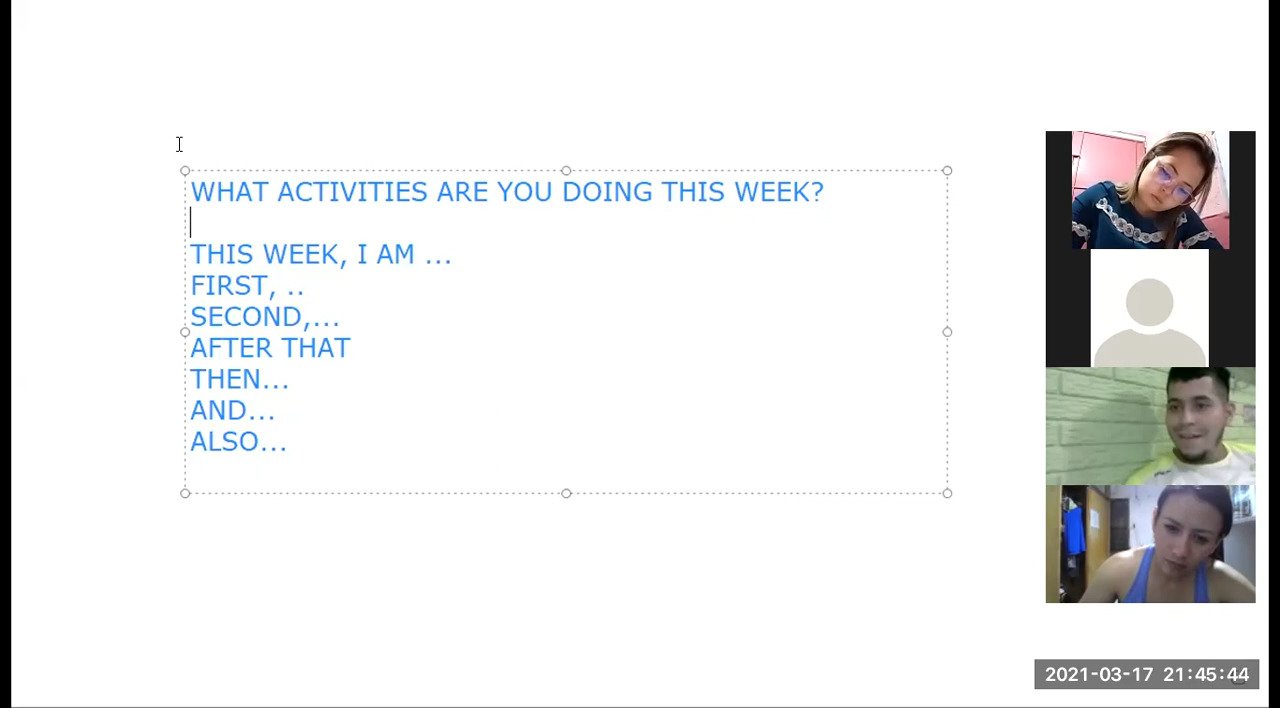 WHAT ACTIVITIES ARE YOU DOING THIS WEEK?
THIS WEEK, I AM ...
FIRST, ..
SECOND,...
AFTER THAT
THEN...
AND...
ALSO...
2021-03-17 21:45:44